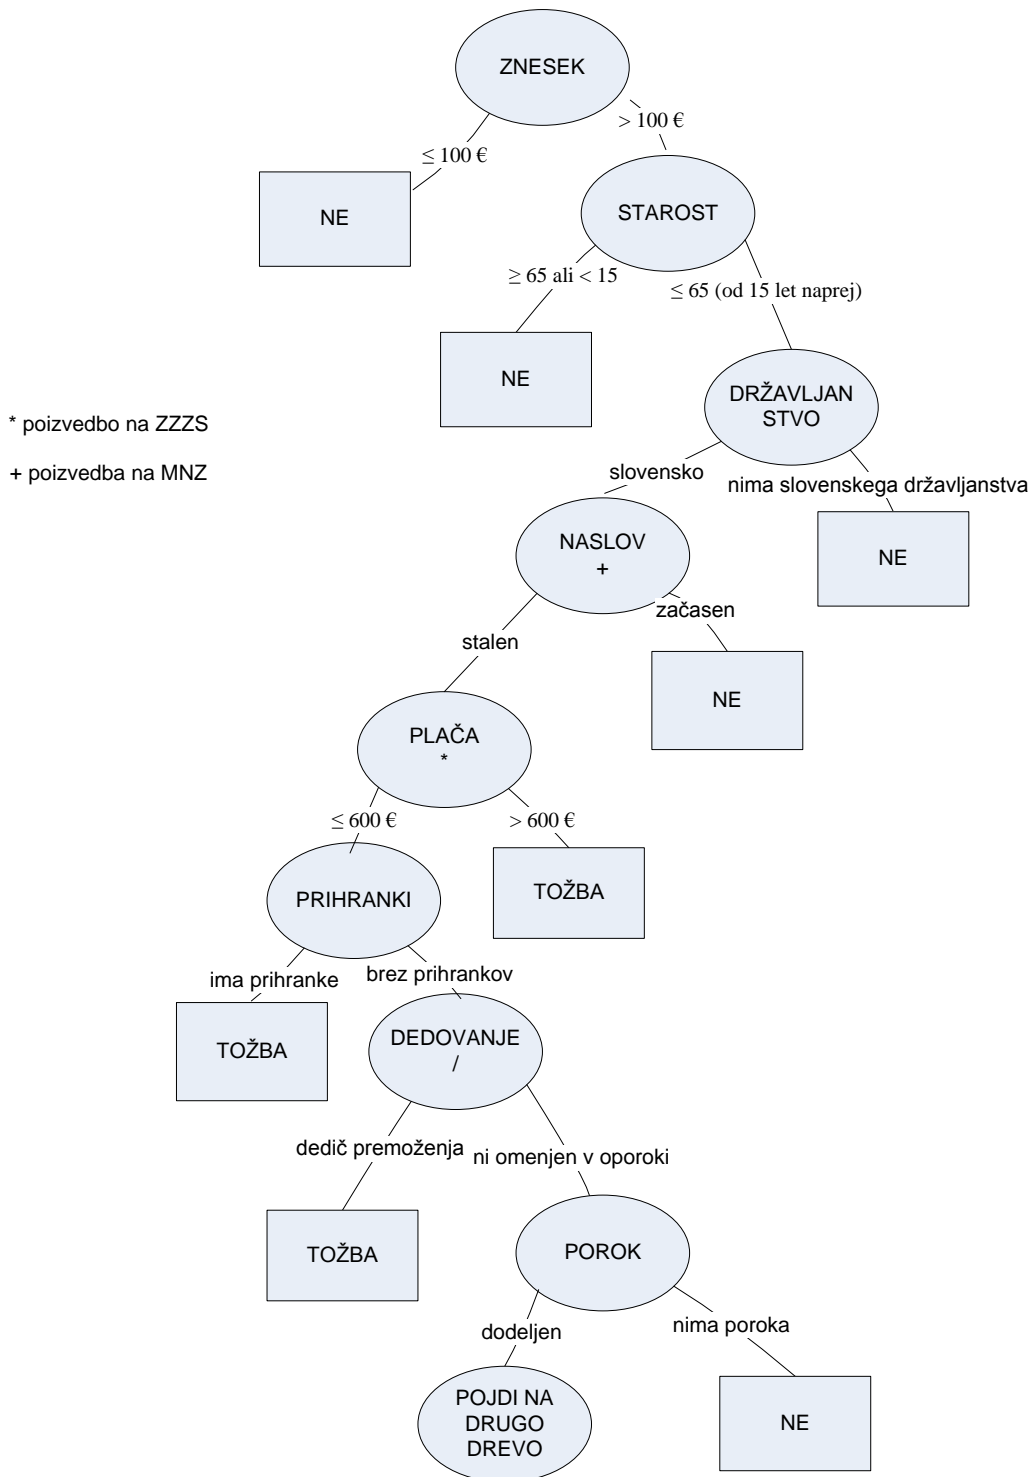 ZNESEK
> 100 €
≤ 100 €
NE
STAROST
≥ 65 ali < 15
≤ 65 (od 15 let naprej)
NE
DRŽAVLJAN
STVO
* poizvedbo na ZZZS
+ poizvedba na MNZ
slovensko
nima slovenskega državljanstva
NASLOV
+
NE
začasen
stalen
NE
PLAČA
*
≤ 600 €
> 600 €
PRIHRANKI
TOŽBA
ima prihranke
brez prihrankov
TOŽBA
DEDOVANJE
/
dedič premoženja
ni omenjen v oporoki
TOŽBA
POROK
dodeljen
nima poroka
POJDI NA
DRUGO
DREVO
NE